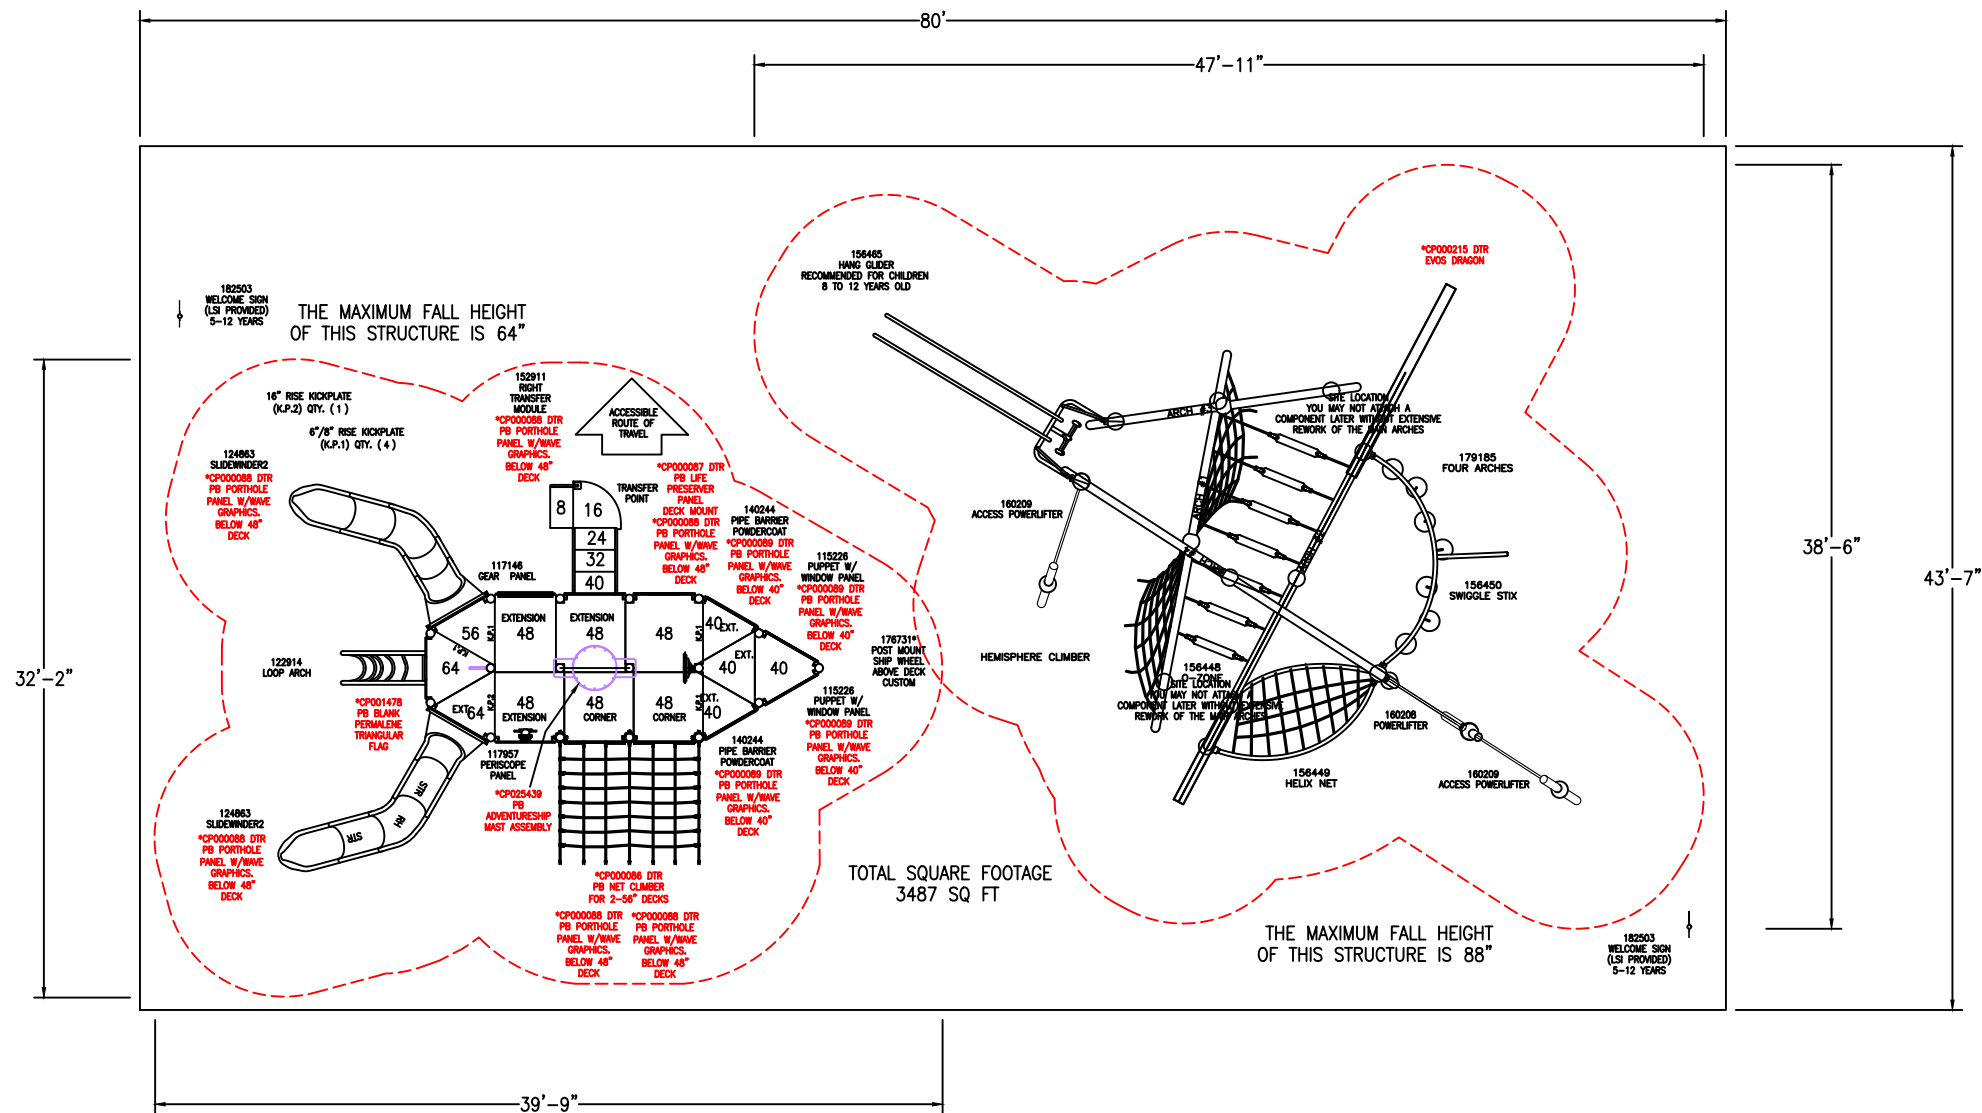 80'
47'-11"
156465
HANG GLIDER
RECOMMENDED FOR CHILDREN
8 TO 12 YEARS OLD
*CP000215 DTR
EVOS DRAGON
182503
WELCOME SIGN
(LSI PROVIDED)
5-12 YEARS
THE MAXIMUM FALL HEIGHT
OF THIS STRUCTURE IS 64"
16" RISE KICKPLATE
(K.P.2) QTY. ( 1 )
6"/8" RISE KICKPLATE
(K.P.1) QTY. ( 4 )
152911
RIGHT
TRANSFER
MODULE
*CP000088 DTR
PB PORTHOLE
PANEL W/WAVE
GRAPHICS.
BELOW 48"
DECK
ACCESSIBLE
ROUTE OF
TRAVEL
124863
SLIDEWINDER2
*CP000088 DTR
PB PORTHOLE
PANEL W/WAVE
GRAPHICS.
BELOW 48"
DECK
*CP000087 DTR
PB LIFE
PRESERVER
PANEL
DECK MOUNT
*CP000088 DTR
PB PORTHOLE
PANEL W/WAVE
GRAPHICS.
BELOW 48"
DECK
TRANSFER
POINT
140244
PIPE BARRIER
POWDERCOAT
*CP000089 DTR
PB PORTHOLE
PANEL W/WAVE
GRAPHICS.
BELOW 40"
DECK
115226
PUPPET W/
WINDOW PANEL
*CP000089 DTR
PB PORTHOLE
PANEL W/WAVE
GRAPHICS.
BELOW 40"
DECK
176731*
POST MOUNT
SHIP WHEEL
ABOVE DECK
CUSTOM
115226
PUPPET W/
WINDOW PANEL
*CP000089 DTR
PB PORTHOLE
PANEL W/WAVE
GRAPHICS.
BELOW 40"
DECK
140244
PIPE BARRIER
POWDERCOAT
*CP000089 DTR
PB PORTHOLE
PANEL W/WAVE
GRAPHICS.
BELOW 40"
DECK
8
16
24
32
40
117146
GEAR PANEL
EXTENSION
48
EXTENSION
48
48
56
64
EXT.
64
K.P.1
K.P.1
K.P.2
K.P.1
K.P.1
40
EXT.
EXT.
40
40
EXT.
40
48
EXTENSION
48
CORNER
48
CORNER
122914
LOOP ARCH
*CP001478
PB BLANK
PERMALENE
TRIANGULAR
FLAG
117957
PERISCOPE
PANEL
*CP025439
PB
ADVENTURESHIP
MAST ASSEMBLY
STR
RH
STR
124863
SLIDEWINDER2
*CP000088 DTR
PB PORTHOLE
PANEL W/WAVE
GRAPHICS.
BELOW 48"
DECK
*CP000086 DTR
PB NET CLIMBER
FOR 2-56" DECKS
*CP000088 DTR
PB PORTHOLE
PANEL W/WAVE
GRAPHICS.
BELOW 48"
DECK
*CP000088 DTR
PB PORTHOLE
PANEL W/WAVE
GRAPHICS.
BELOW 48"
DECK
TOTAL SQUARE FOOTAGE
3487 SQ FT
ARCH
ARCH #1
SITE LOCATION
YOU MAY NOT ATTACH A
COMPONENT LATER WITHOUT EXTENSIVE
REWORK OF THE MAIN ARCHES
179185
FOUR ARCHES
160209
ACCESS POWERLIFTER
156450
SWIGGLE STIX
HEMISPHERE CLIMBER
156448
O-ZONE
SITE LOCATION
YOU MAY NOT ATTACH A
COMPONENT LATER WITHOUT EXTENSIVE
REWORK OF THE MAIN ARCHES
160208
POWERLIFTER
156449
HELIX NET
160209
ACCESS POWERLIFTER
THE MAXIMUM FALL HEIGHT
OF THIS STRUCTURE IS 88"
182503
WELCOME SIGN
(LSI PROVIDED)
5-12 YEARS
32'-2"
38'-6"
43'-7"
39'-9"